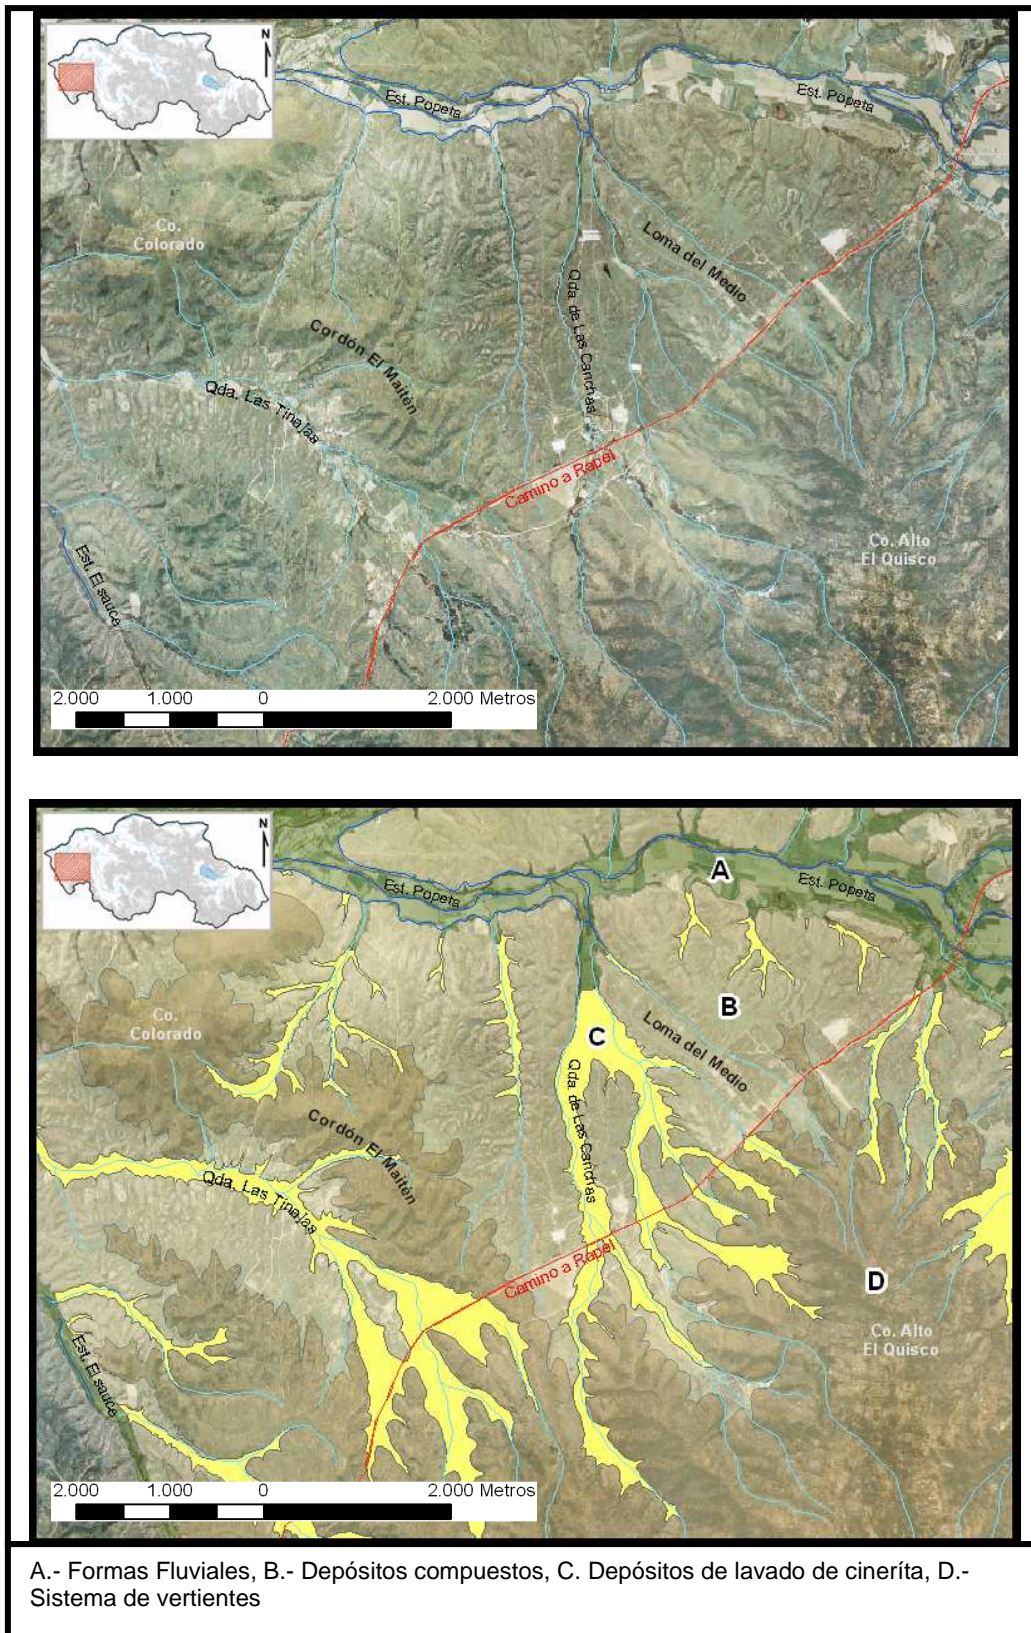 N
Est. Popeta
Est. Popeta
Co.
Colorado
Loma del Medio
Qda. de Las Canchas
Cordón El Maitén
Qda. Las Tinajas
Camino a Rapel
Co. Alto
El Quisco
Est. El sauce
2.000 1.000 0 2.000 Metros
N
A
Est. Popeta
Est. Popeta
B
Co.
Colorado
C
Loma del Medio
Qda. de Las Canchas
Cordón El Maitén
Qda. Las Tinajas
Camino a Rapel
D
Co. Alto
El Quisco
Est. El sauce
2.000 1.000 0 2.000 Metros
A.- Formas Fluviales, B.- Depósitos compuestos, C. Depósitos de lavado de cineríta, D.-
Sistema de vertientes